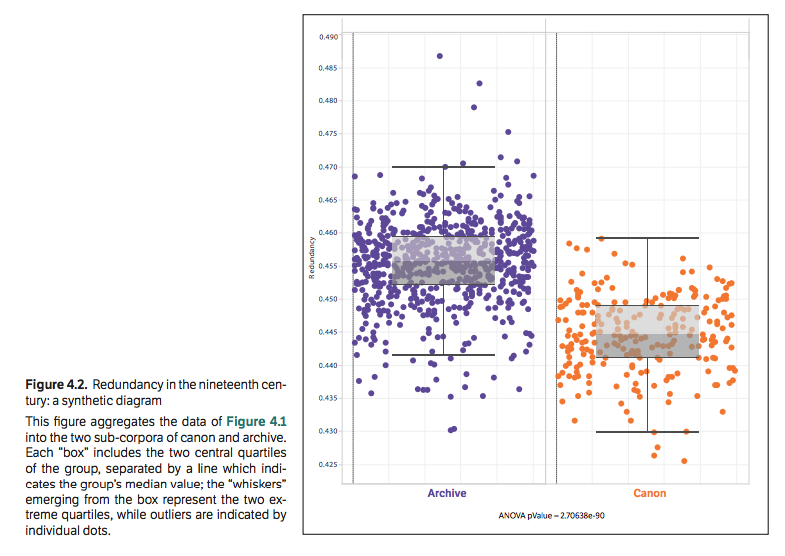 0.490
0.485
0.480
0.475
0.470
0.465
0.460
0.455
0.450
0.445
0.440
0.435
0.430
0.425
Redundancy
Archive
Canon
ANOVA pValue = 2.70638e-90
Figure 4.2. Redundancy in the nineteenth cen-
tury: a synthetic diagram
This figure aggregates the data of Figure 4.1
into the two sub-corpora of canon and archive.
Each "box" includes the two central quartiles
of the group, separated by a line which indi-
cates the group's median value; the "whiskers"
emerging from the box represent the two ex-
treme quartiles, while outliers are indicated by
individual dots.